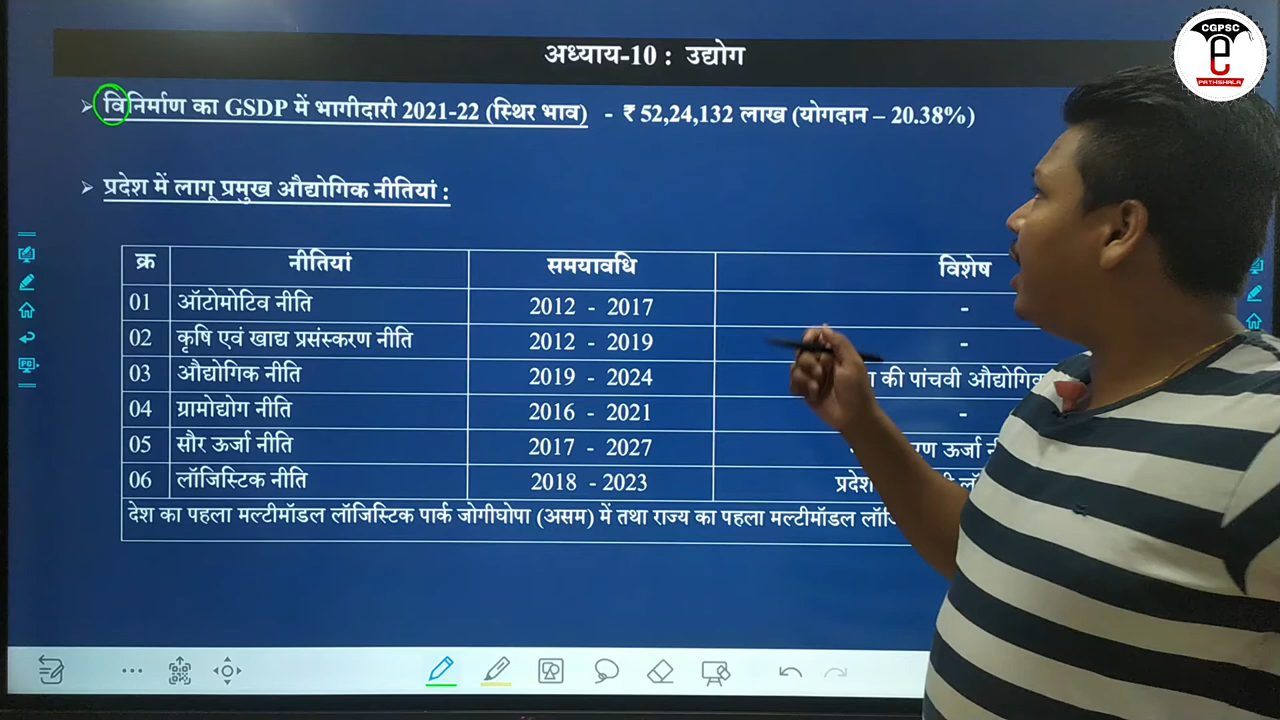 CGPSC
e
PATHSHALA
अध्याय-10 : उद्योग
➢ विनिर्माण का GSDP में भागीदारी 2021-22 (स्थिर भाव) - ₹ 52,24,132 लाख (योगदान – 20.38%)
➢ प्रदेश में लागू प्रमुख औद्योगिक नीतियां :
क्र नीतियां समयावधि विशेष
01 ऑटोमोटिव नीति 2012 - 2017 -
02 कृषि एवं खाद्य प्रसंस्करण नीति 2012 - 2019 -
03 औद्योगिक नीति 2019 - 2024 की पांचवी औद्योगिक
04 ग्रामोद्योग नीति 2016 - 2021 -
05 सौर ऊर्जा नीति 2017 - 2027 ऊर्जा
06 लॉजिस्टिक नीति 2018 - 2023 प्रदेश
देश का पहला मल्टीमॉडल लॉजिस्टिक पार्क जोगीघोपा (असम) में तथा राज्य का पहला मल्टीमॉडल
PC